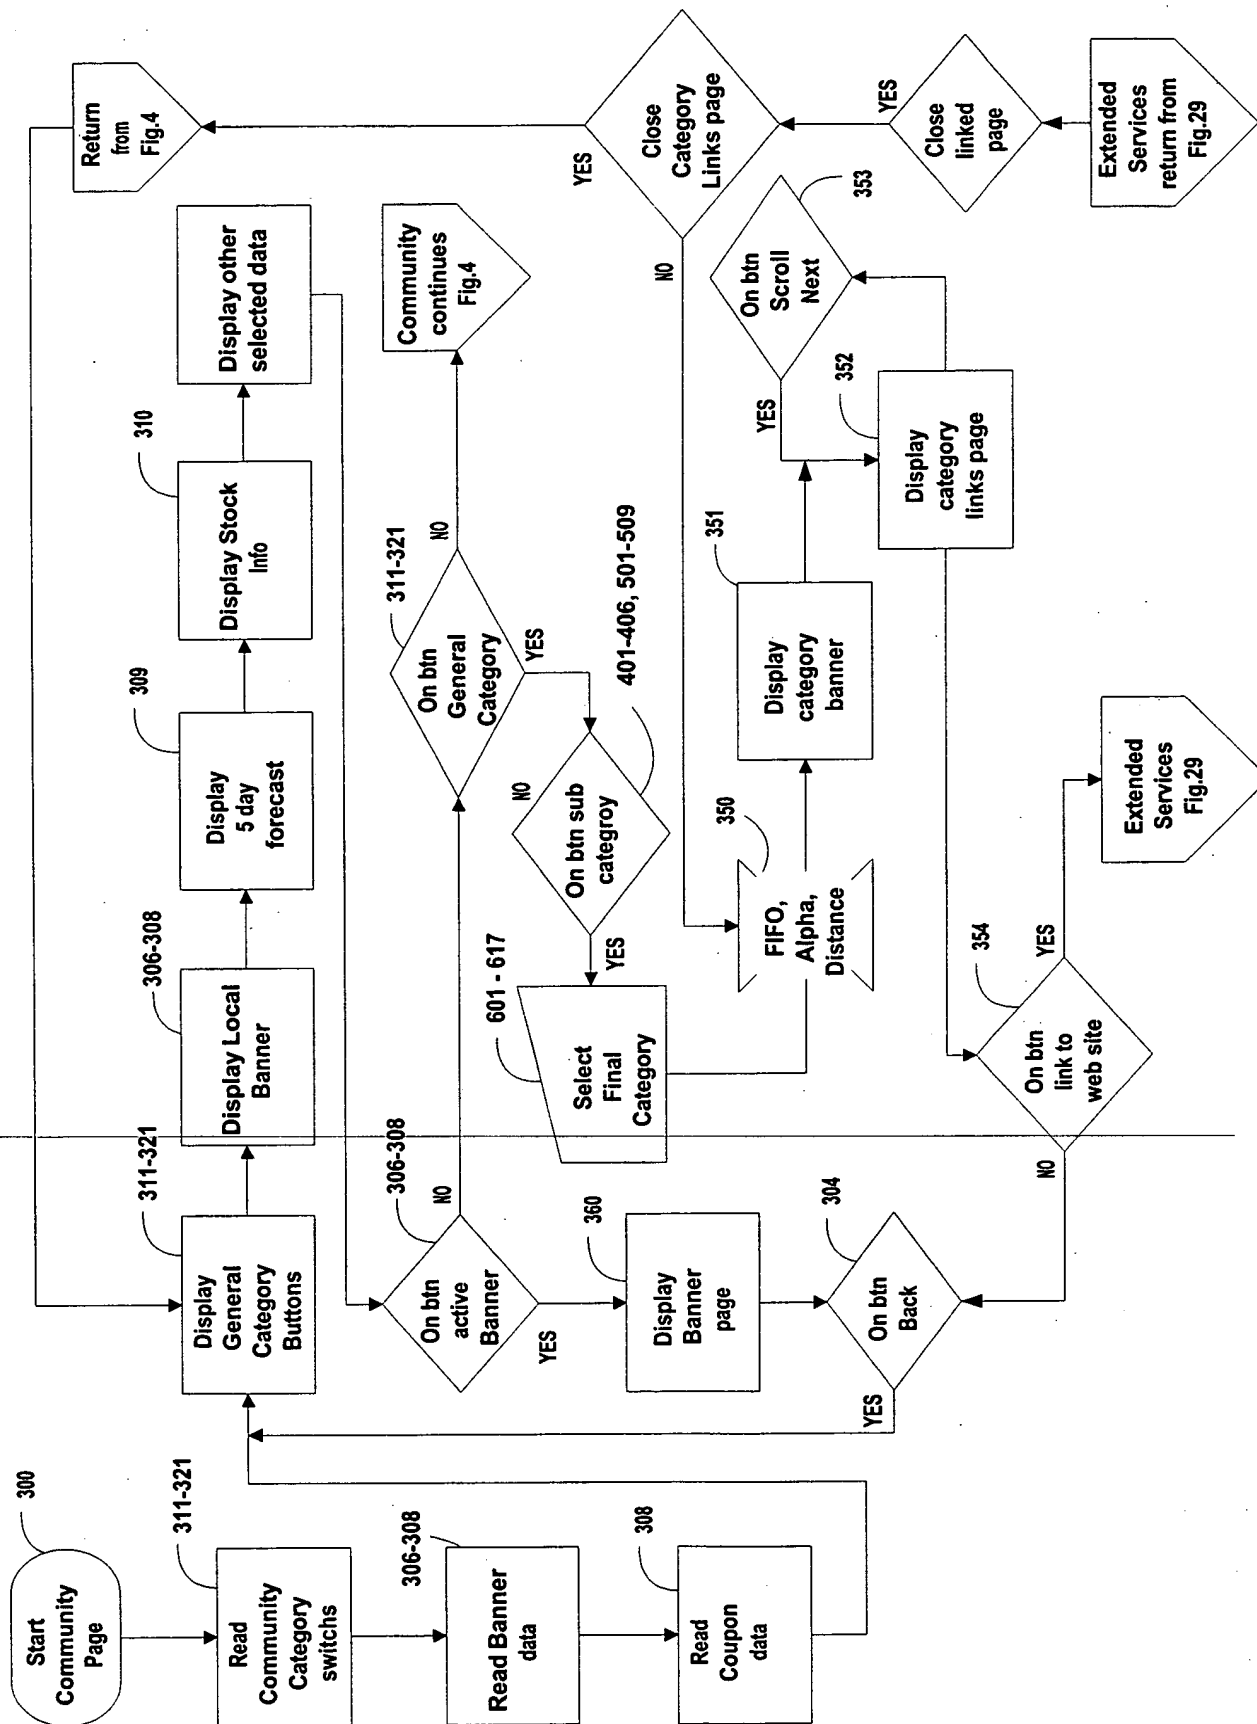 300
Start
Community
Page
311-321
Read
Community
Category
switchs
306-308
Read Banner
data
308
Read
Coupon
data
311-321
Display
General
Category
Buttons
306-308
Display Local
Banner
309
Display
5 day
forecast
310
Display Stock
Info
Display other
selected data
Return
from
Fig.4
306-308
On btn
active
Banner
NO
YES
360
Display
Banner
page
304
On btn
Back
YES
311-321
On btn
General
Category
NO
YES
Community
continues
Fig.4
401-406, 501-509
On btn sub
categroy
NO
YES
601 - 617
Select
Final
Category
350
FIFO,
Alpha,
Distance
351
Display
category
banner
352
Display
category
links page
353
On btn
Scroll
Next
YES
354
On btn
link to
web site
NO
YES
Extended
Services
Fig.29
Close
Category
Links page
YES
NO
Close
linked
page
YES
Extended
Services
return from
Fig.29